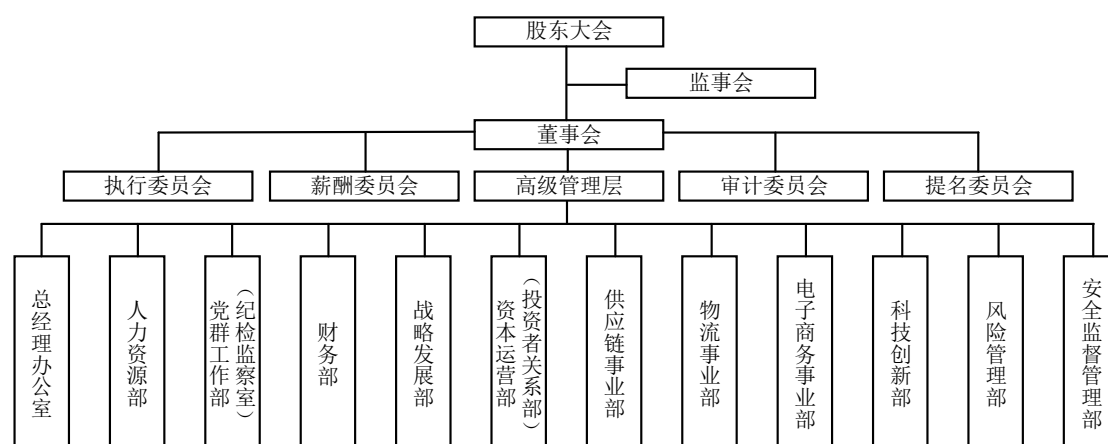 股东大会
监事会
董事会
执行委员会
薪酬委员会
高级管理层
审计委员会
提名委员会
总经理办公室
人力资源部
（纪检监察室）
党群工作部
财务部
战略发展部
（投资者关系部）
资本运营部
供应链事业部
物流事业部
电子商务事业部
科技创新部
风险管理部
安全监督管理部